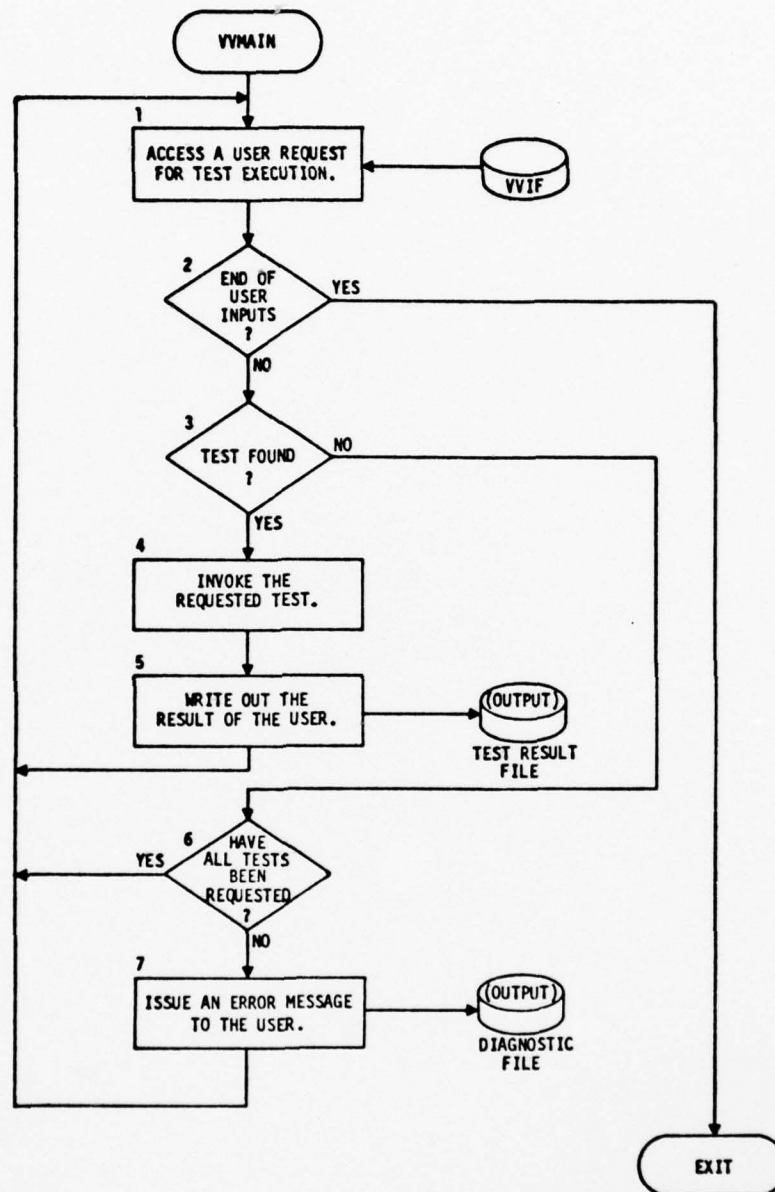 VVMAIN
1
ACCESS A USER REQUEST
FOR TEST EXECUTION.
VVIF
2
END OF
USER
INPUTS
?
YES
NO
3
TEST FOUND
?
NO
YES
4
INVOKE THE
REQUESTED TEST.
5
WRITE OUT THE
RESULT OF THE USER.
(OUTPUT)
TEST RESULT
FILE
6
HAVE
ALL TESTS
BEEN
REQUESTED
?
YES
NO
7
ISSUE AN ERROR MESSAGE
TO THE USER.
(OUTPUT)
DIAGNOSTIC
FILE
EXIT